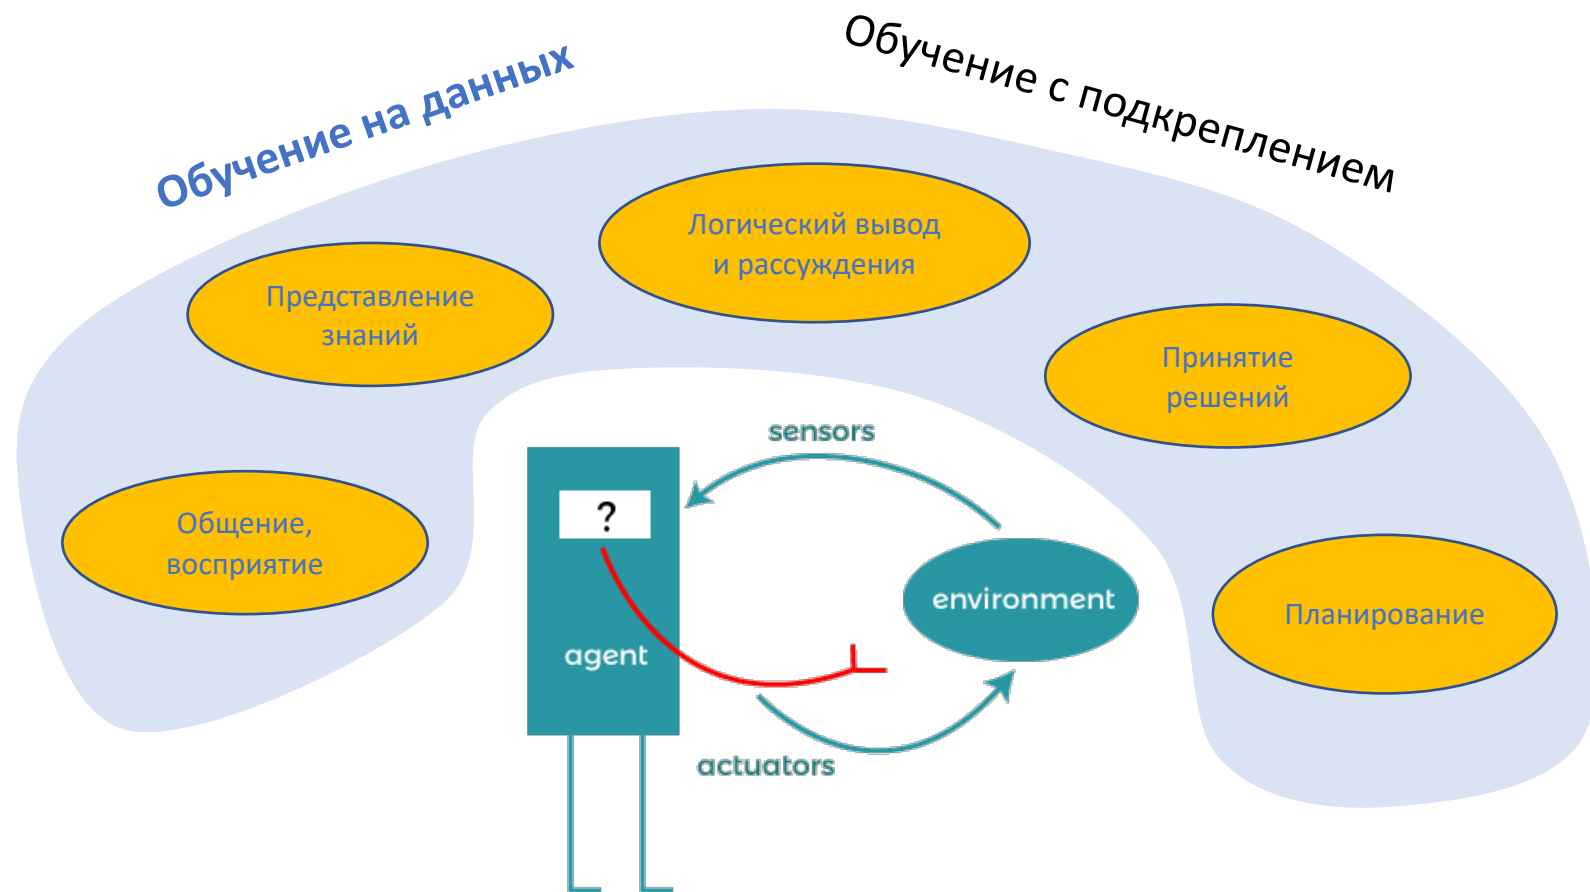 Обучение на данных
Обучение с подкреплением
Логический вывод
и рассуждения
Представление
знаний
Принятие
решений
Общение,
восприятие
Планирование
sensors
?
environment
agent
actuators